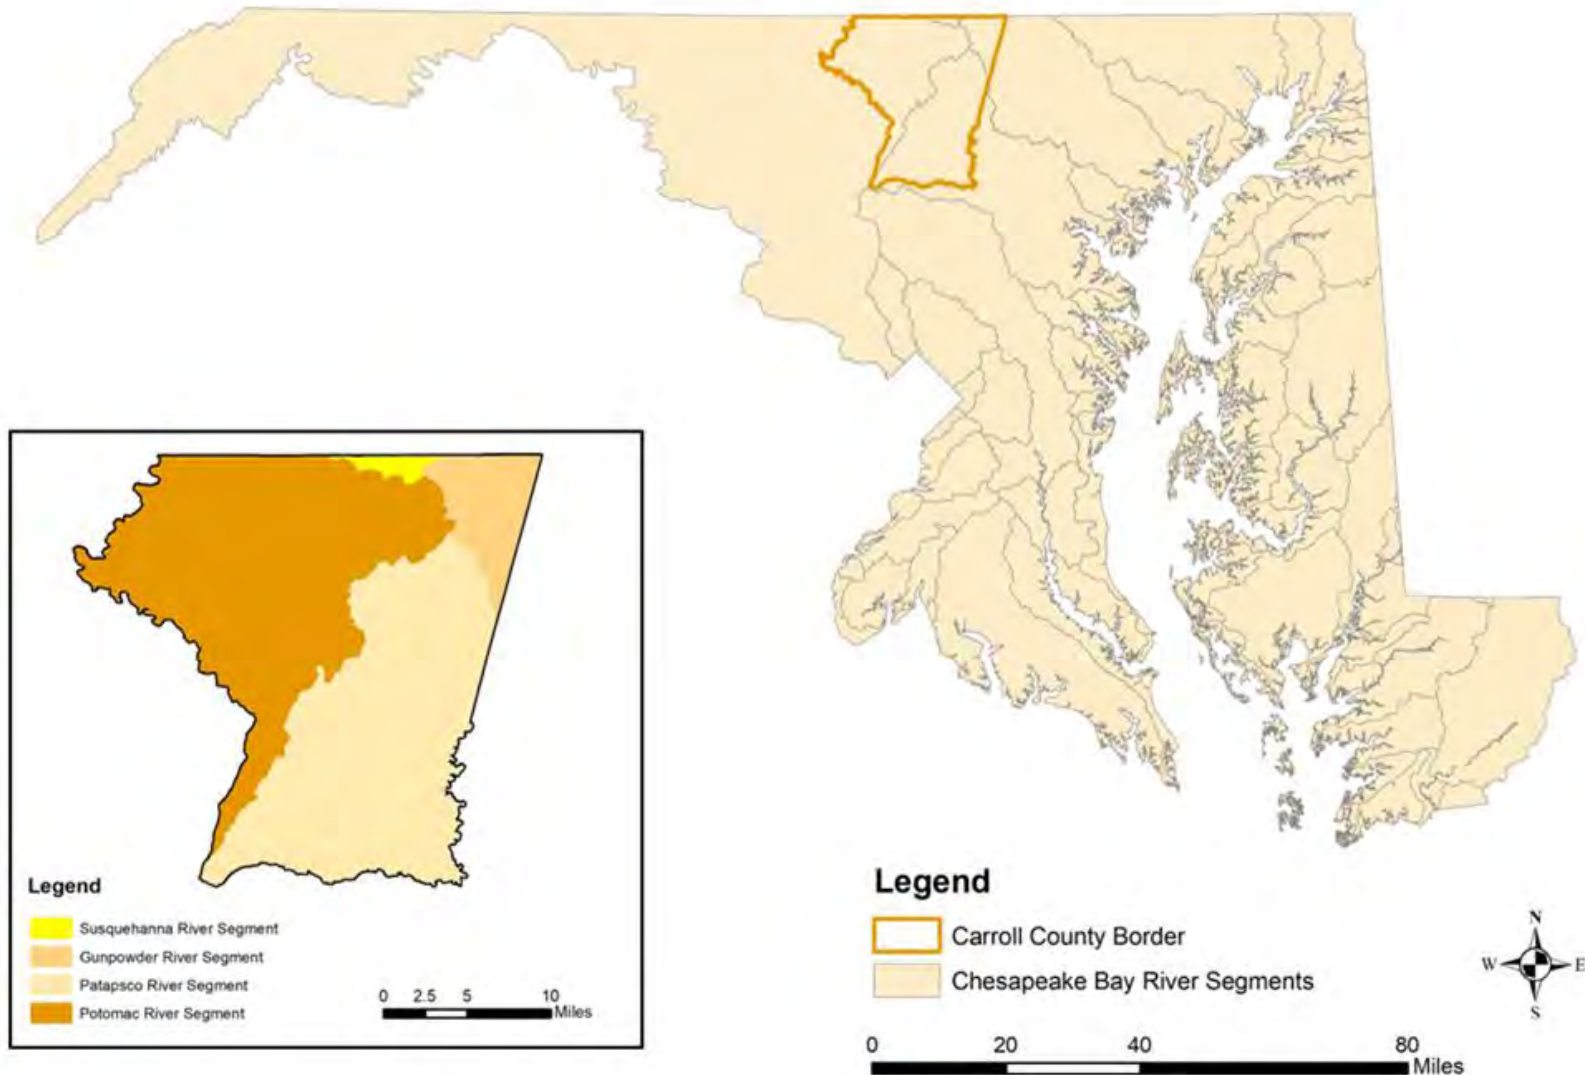 Legend
Susquehanna River Segment
Gunpowder River Segment
Patapsco River Segment
Potomac River Segment
0 2.5 5 10
Miles
Legend
Carroll County Border
Chesapeake Bay River Segments
N
W E
S
0 20 40 80
Miles